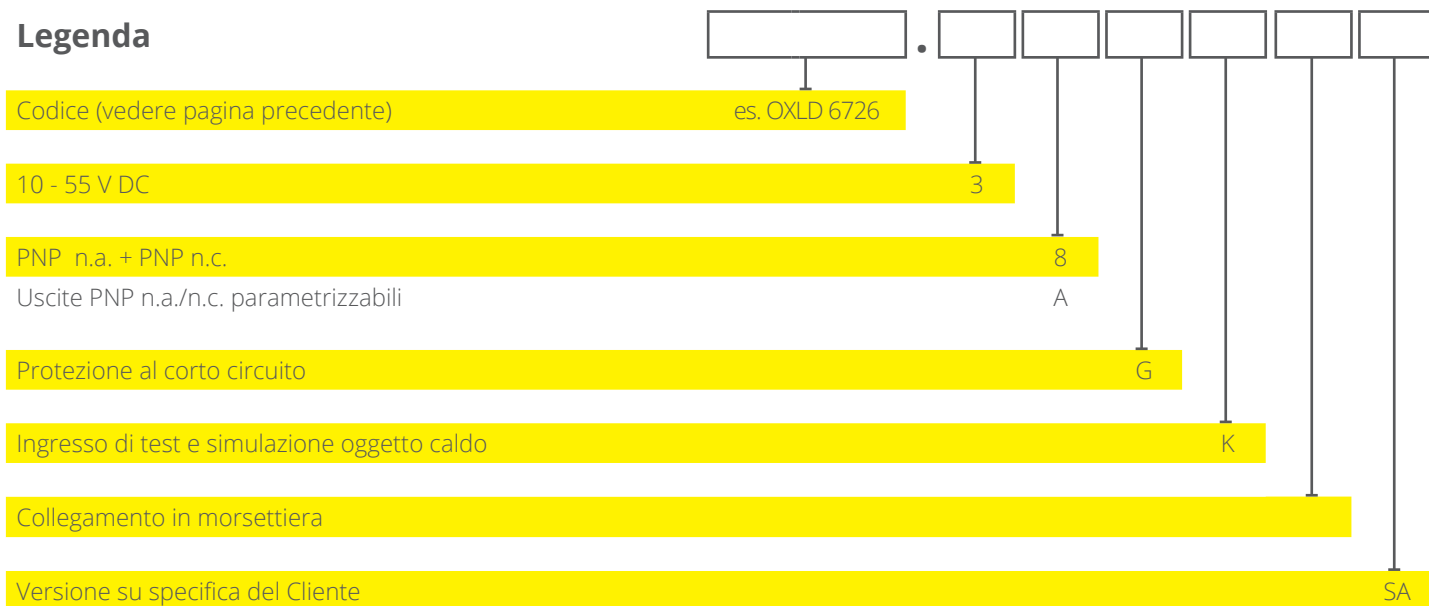 Legenda
.
Codice (vedere pagina precedente) es. OXLD 6726
10 - 55 V DC 3
PNP n.a. + PNP n.c. 8
Uscite PNP n.a./n.c. parametrizzabili A
Protezione al corto circuito G
Ingresso di test e simulazione oggetto caldo K
Collegamento in morsettiera
Versione su specifica del Cliente SA